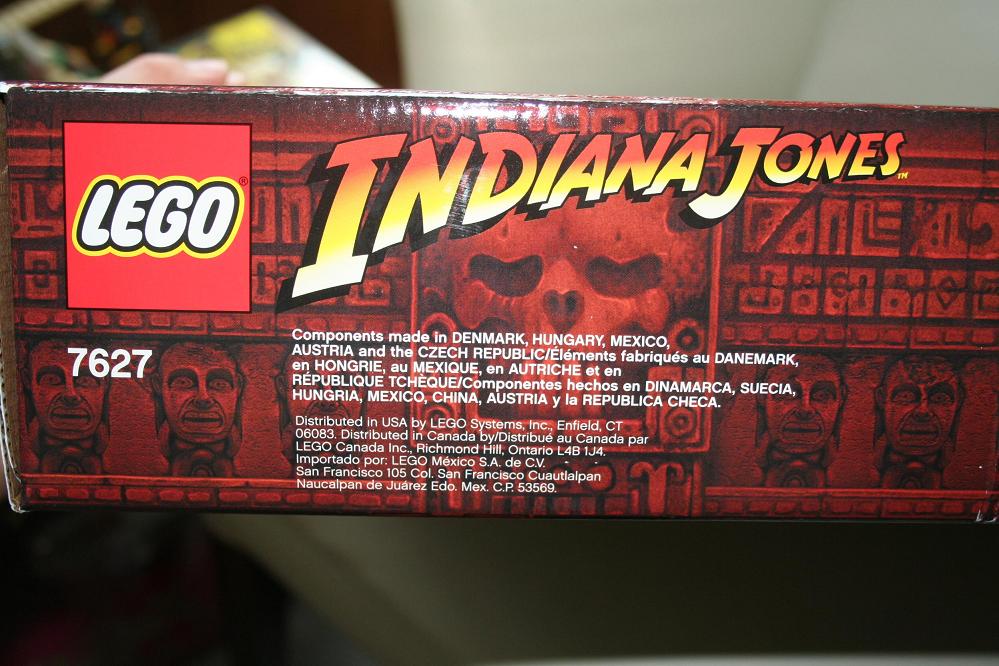 LEGO®
INDIANA JONES™
7627
Components made in DENMARK, HUNGARY, MEXICO,
AUSTRIA and the CZECH REPUBLIC/Éléments fabriqués au DANEMARK,
en HONGRIE, au MEXIQUE, en AUTRICHE et en
RÉPUBLIQUE TCHÈQUE/Componentes hechos en DINAMARCA, SUECIA,
HUNGRIA, MEXICO, CHINA, AUSTRIA y la REPUBLICA CHECA.
Distributed in USA by LEGO Systems, Inc., Enfield, CT
06083. Distributed in Canada by/Distribué au Canada par
LEGO Canada Inc., Richmond Hill, Ontario L4B 1J4.
Importado por: LEGO México S.A. de C.V.
San Francisco 105 Col. San Francisco Cuautlalpan
Naucalpan de Juárez Edo. Mex. C.P. 53569.